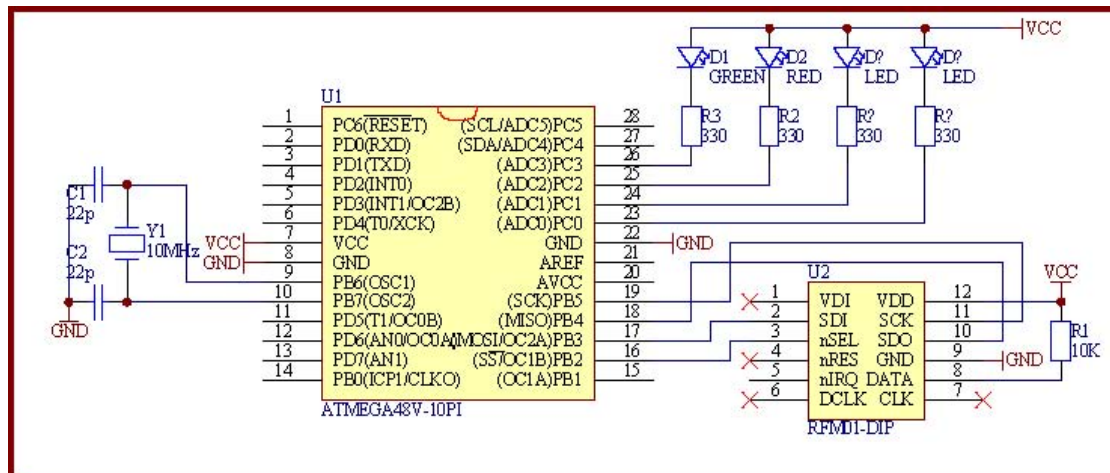 VCC
D1
GREEN
D2
RED
D?
LED
D?
LED
R3
330
R2
330
R?
330
R?
330
U1
1 PC6(RESET) (SCL/ADC5)PC5 28
2 PD0(RXD) (SDA/ADC4)PC4 27
3 PD1(TXD) (ADC3)PC3 26
4 PD2(INT0) (ADC2)PC2 25
5 PD3(INT1/OC2B) (ADC1)PC1 24
6 PD4(T0/XCK) (ADC0)PC0 23
VCC 7 VCC GND 22 GND
GND 8 GND AREF 21
9 PB6(OSC1) AVCC 20
10 PB7(OSC2) (SCK)PB5 19
11 PD5(T1/OC0B) (MISO)PB4 18
12 PD6(AN0/OC0A) (MOSI/OC2A)PB3 17
13 PD7(AN1) (SS/OC1B)PB2 16
14 PB0(ICP1/CLKO) (OC1A)PB1 15
ATMEGA48V-10PI
C1
22p
Y1
10MHz
C2
22p
GND
U2
VCC
1 VDI VDD 12
2 SDI SCK 11
3 nSEL SDO 10
4 nRES GND 9 GND
5 nIRQ DATA 8
6 DCLK CLK 7
R1
10K
RFM01-DIP